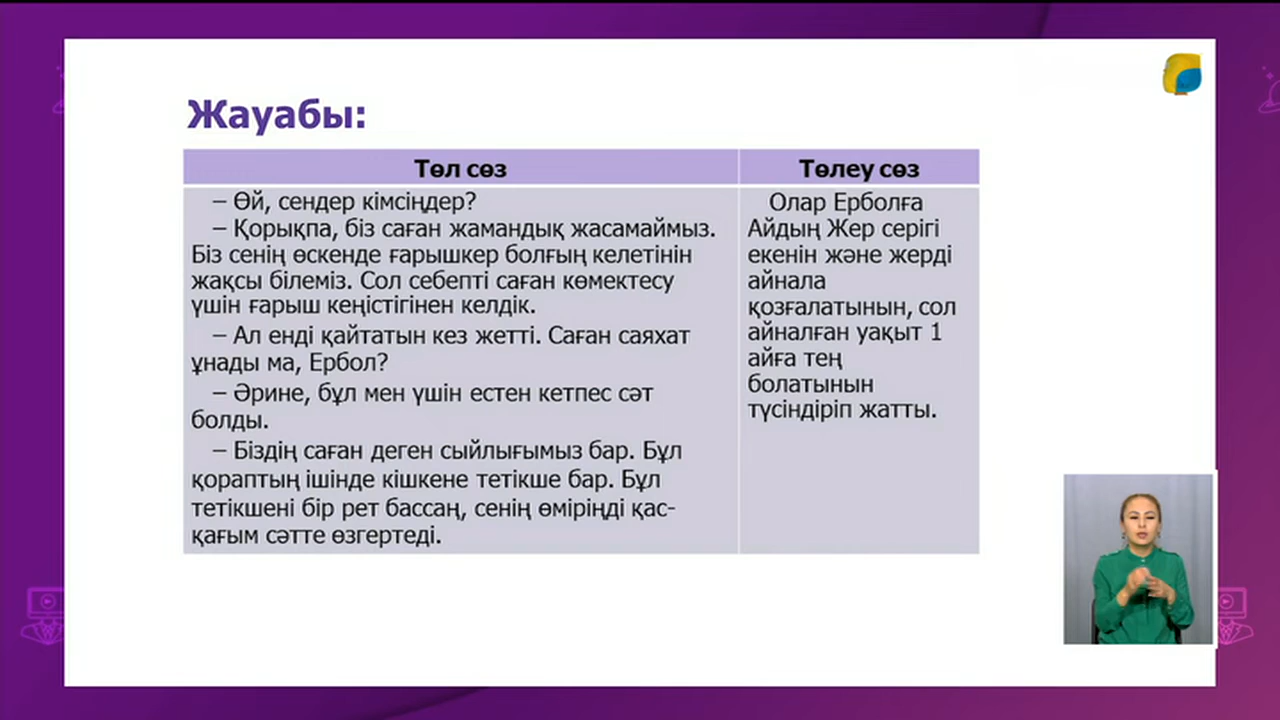 Жауабы:
Төл сөз
Төлеу сөз
– Өй, сендер кімсіңдер?
– Қорықпа, біз саған жамандық жасамаймыз.
Біз сенің өскенде ғарышкер болғың келетінін
жақсы білеміз. Сол себепті саған көмектесу
үшін ғарыш кеңістігінен келдік.
– Ал енді қайтатын кез жетті. Саған саяхат
ұнады ма, Ербол?
– Әрине, бұл мен үшін естен кетпес сәт
болды.
– Біздің саған деген сыйлығымыз бар. Бұл
қораптың ішінде кішкене тетікше бар. Бұл
тетікшені бір рет бассаң, сенің өміріңді қас-
қағым сәтте өзгертеді.
Олар Ерболға
Айдың Жер серігі
екенін және жерді
айнала
қозғалатынын, сол
айналған уақыт 1
айға тең
болатынын
түсіндіріп жатты.